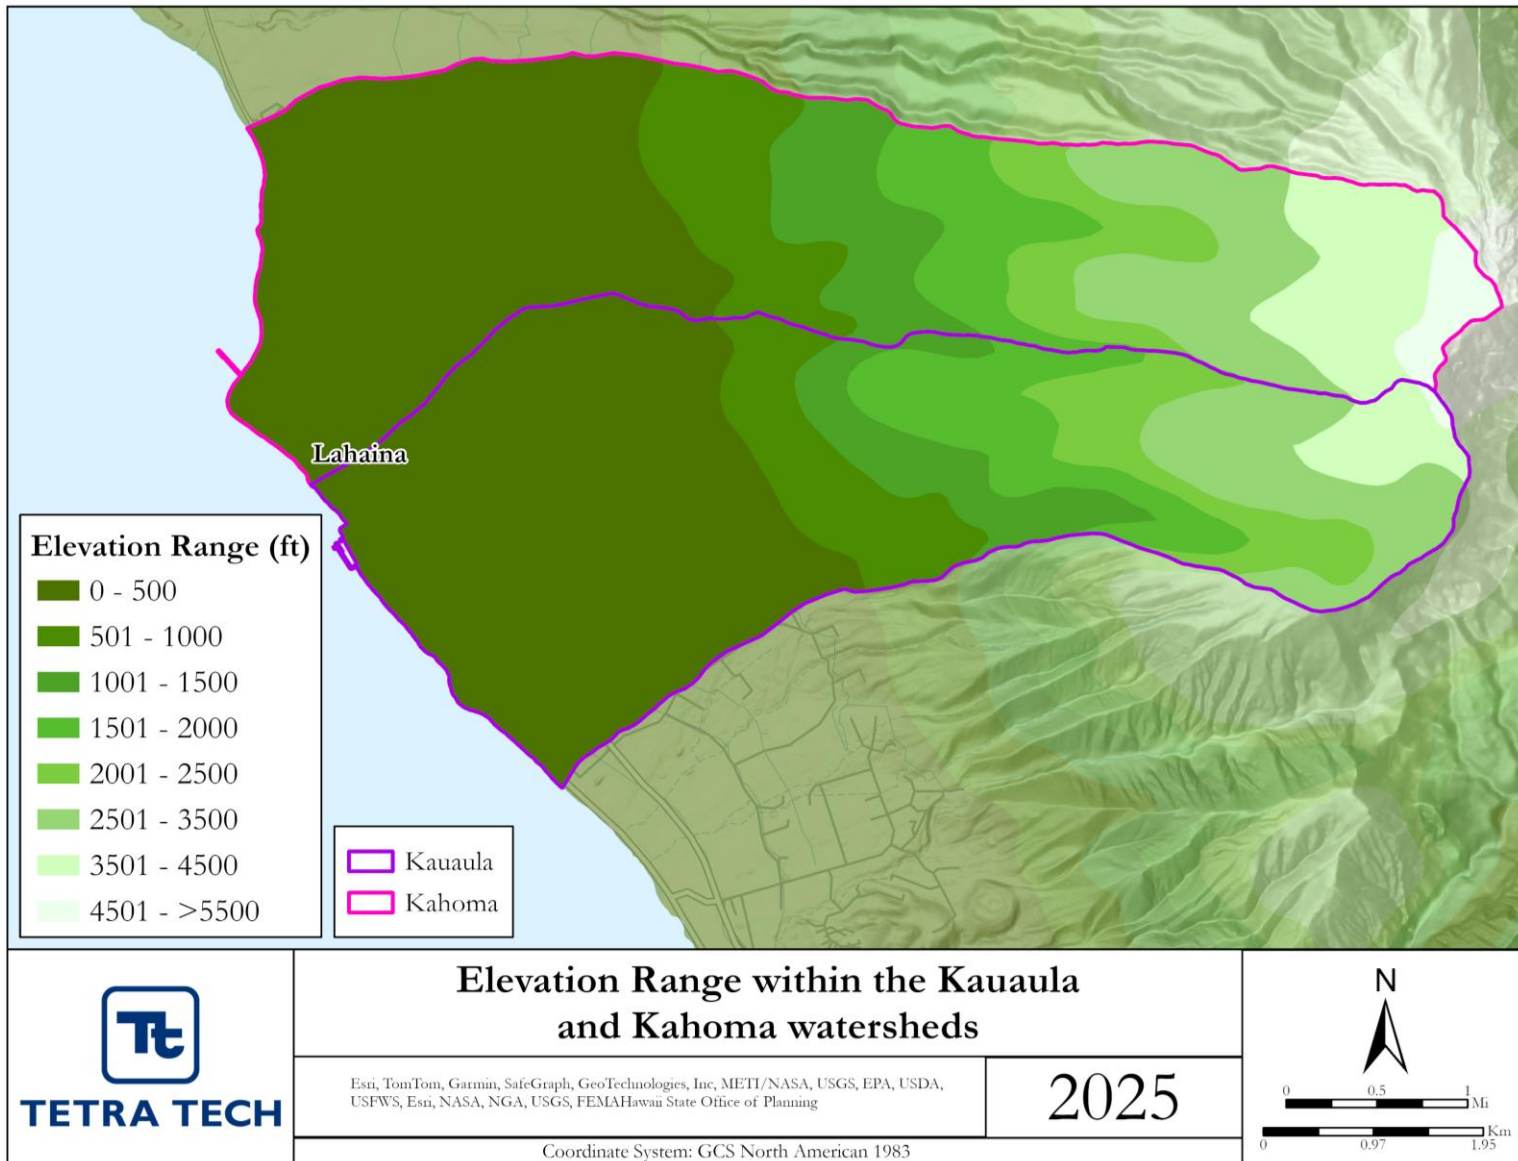 Lahaina
Elevation Range (ft)
0 - 500
501 - 1000
1001 - 1500
1501 - 2000
2001 - 2500
2501 - 3500
3501 - 4500
4501 - >5500
Kauaula
Kahoma
Tt
TETRA TECH
Elevation Range within the Kauaula
and Kahoma watersheds
Esri, TomTom, Garmin, SafeGraph, GeoTechnologies, Inc, METI/NASA, USGS, EPA, USDA,
USFWS, Esri, NASA, NGA, USGS, FEMAHawaii State Office of Planning
2025
Coordinate System: GCS North American 1983
N
0 0.5 1
Mi
Km
0 0.97 1.95